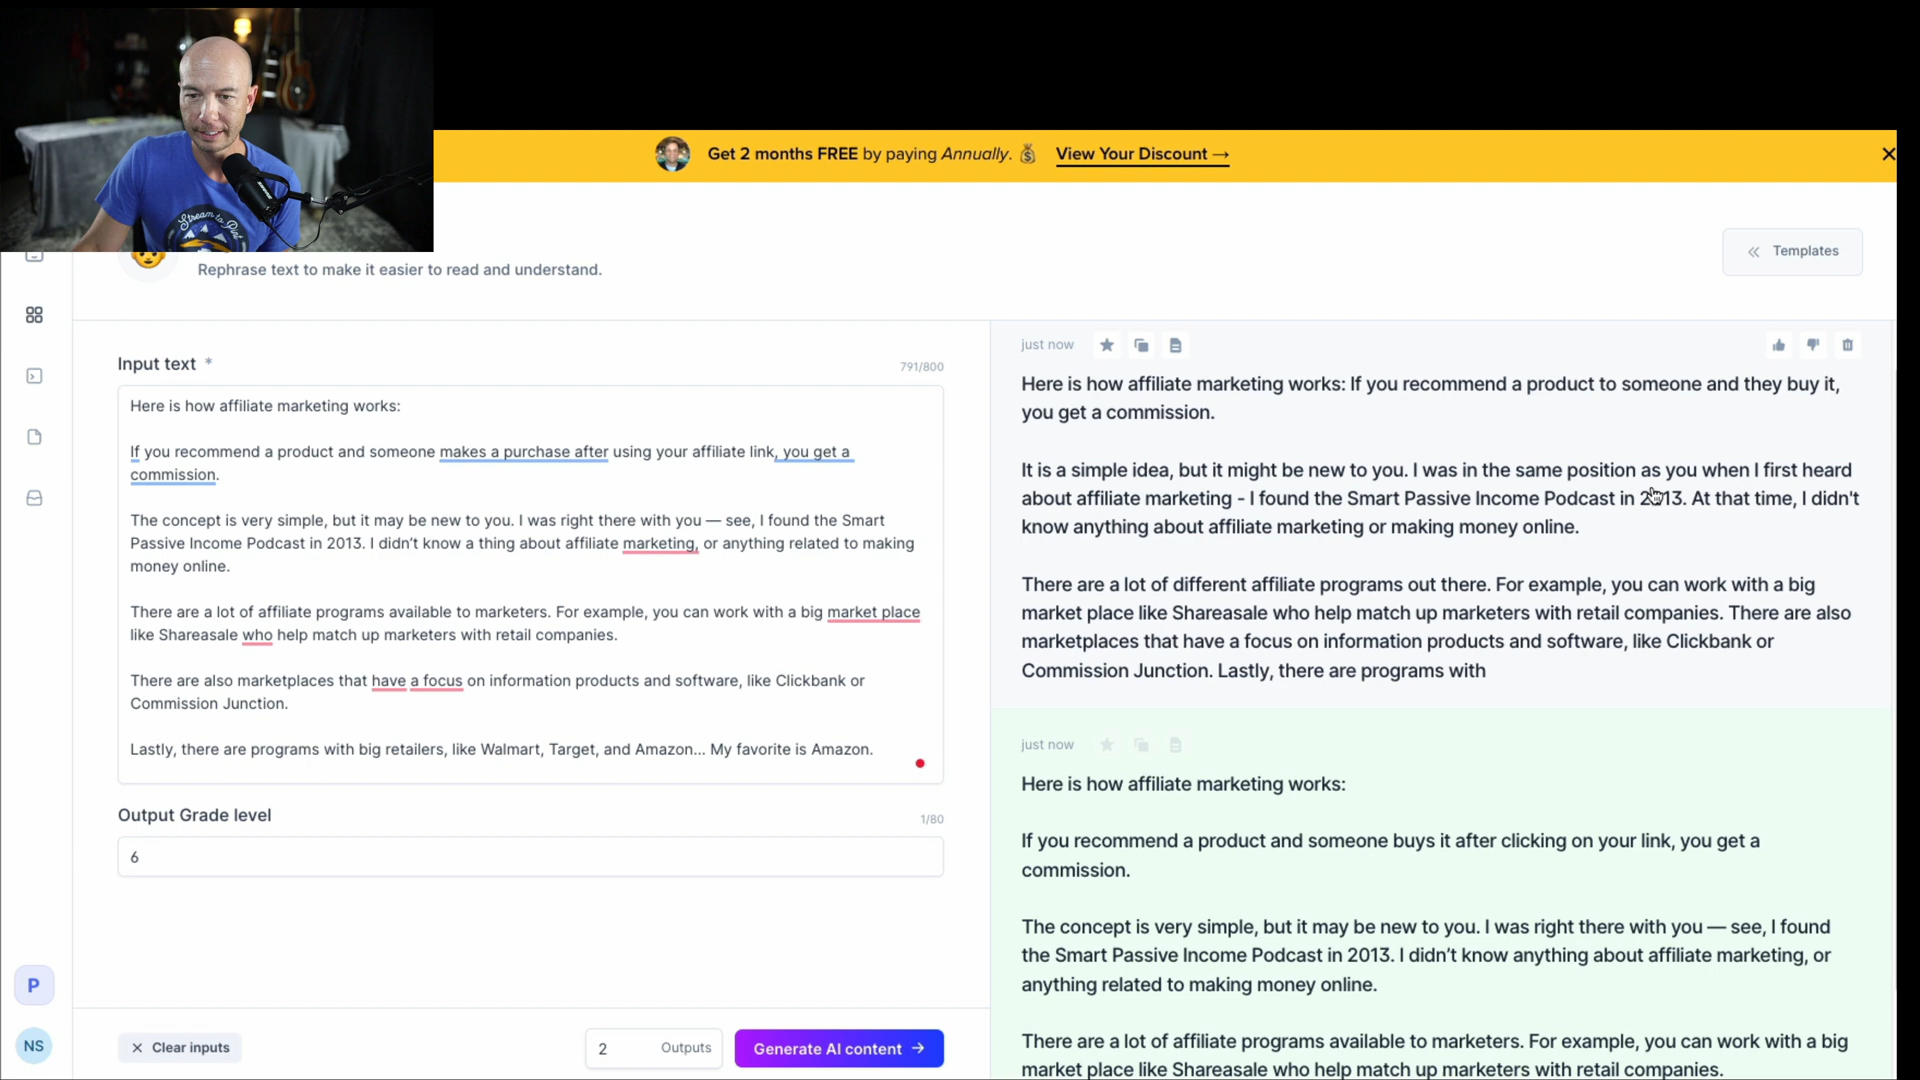 Stream to Pint
Get 2 months FREE by paying Annually. 💰 View Your Discount →
Rephrase text to make it easier to read and understand.
Templates
Input text *
791/800
Here is how affiliate marketing works:
If you recommend a product and someone makes a purchase after using your affiliate link, you get a
commission.
The concept is very simple, but it may be new to you. I was right there with you — see, I found the Smart
Passive Income Podcast in 2013. I didn’t know a thing about affiliate marketing, or anything related to making
money online.
There are a lot of affiliate programs available to marketers. For example, you can work with a big market place
like Shareasale who help match up marketers with retail companies.
There are also marketplaces that have a focus on information products and software, like Clickbank or
Commission Junction.
Lastly, there are programs with big retailers, like Walmart, Target, and Amazon... My favorite is Amazon.
Output Grade level
1/80
6
Clear inputs
2 Outputs
Generate AI content →
P
NS
just now
Here is how affiliate marketing works: If you recommend a product to someone and they buy it,
you get a commission.
It is a simple idea, but it might be new to you. I was in the same position as you when I first heard
about affiliate marketing - I found the Smart Passive Income Podcast in 2013. At that time, I didn't
know anything about affiliate marketing or making money online.
There are a lot of different affiliate programs out there. For example, you can work with a big
market place like Shareasale who help match up marketers with retail companies. There are also
marketplaces that have a focus on information products and software, like Clickbank or
Commission Junction. Lastly, there are programs with
just now
Here is how affiliate marketing works:
If you recommend a product and someone buys it after clicking on your link, you get a
commission.
The concept is very simple, but it may be new to you. I was right there with you — see, I found
the Smart Passive Income Podcast in 2013. I didn’t know anything about affiliate marketing, or
anything related to making money online.
There are a lot of affiliate programs available to marketers. For example, you can work with a big
market place like Shareasale who help match up marketers with retail companies.